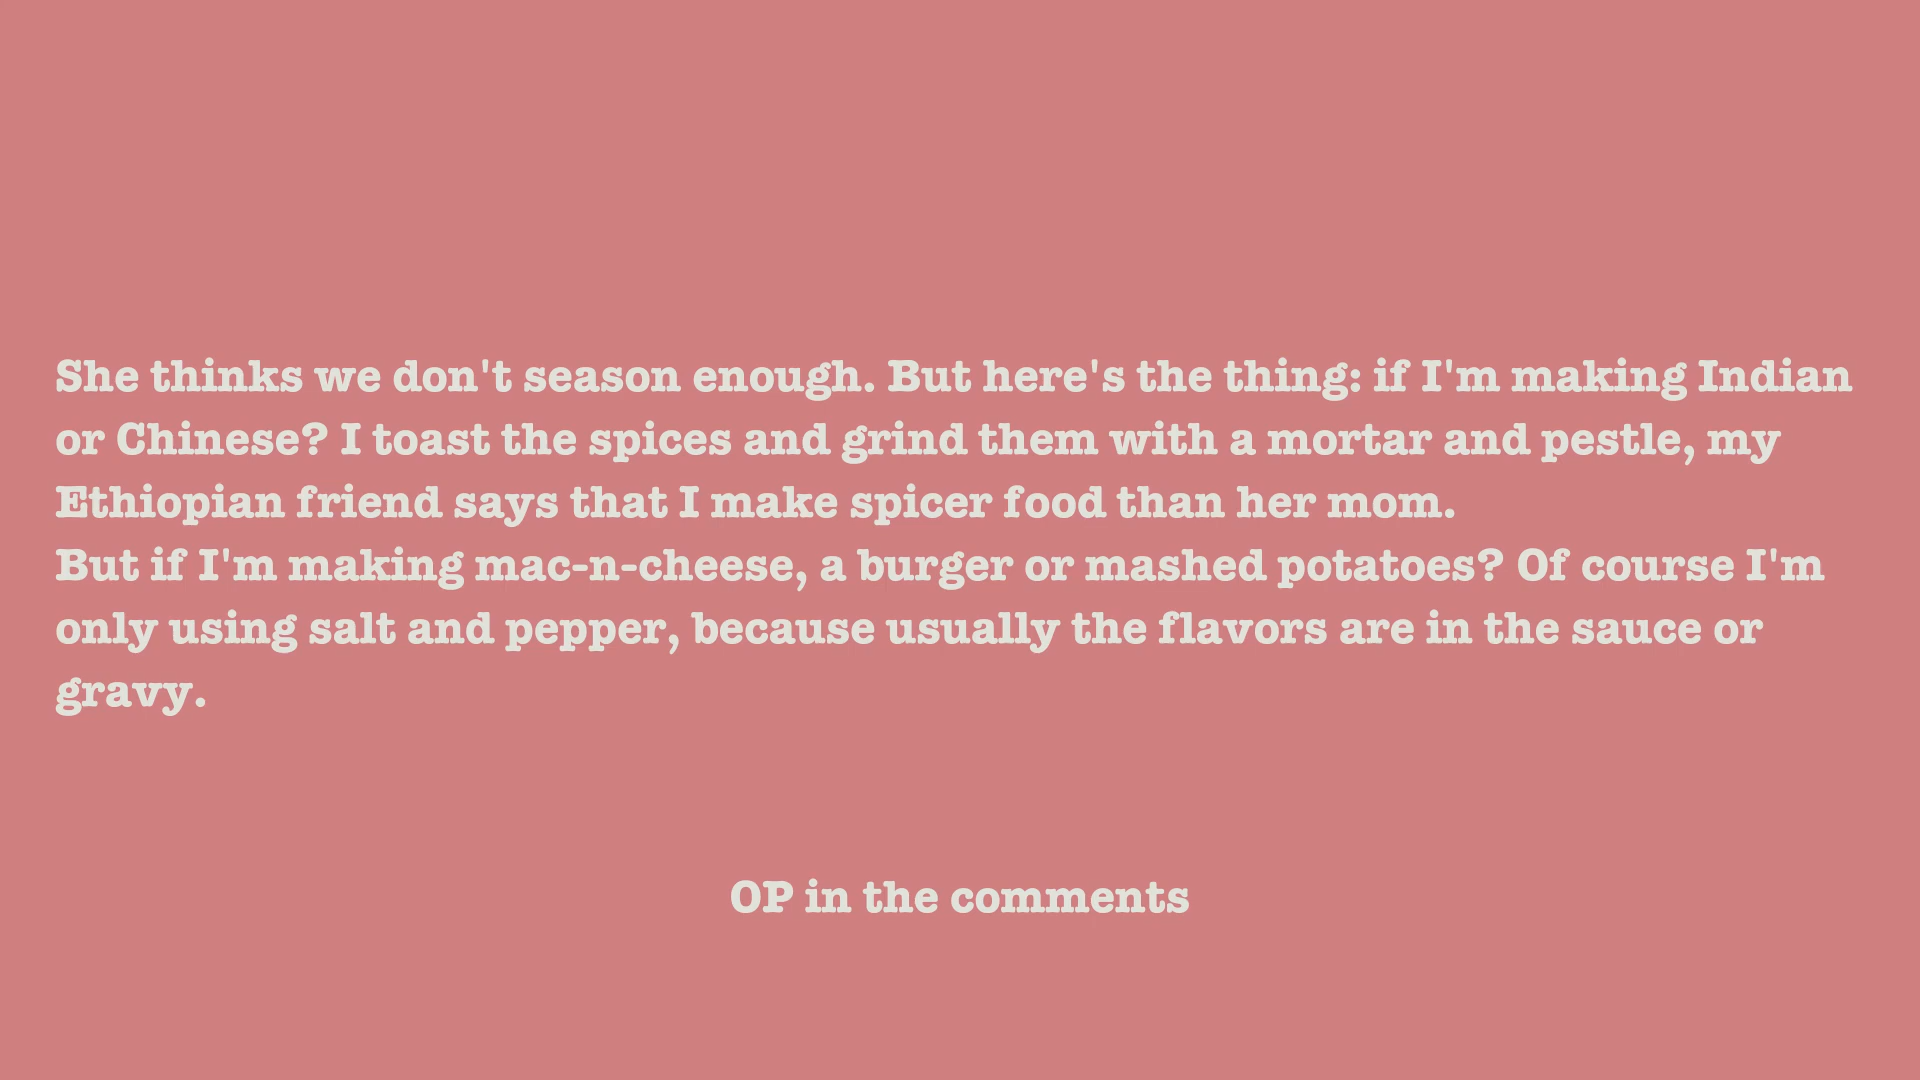 She thinks we don't season enough. But here's the thing: if I'm making Indian
or Chinese? I toast the spices and grind them with a mortar and pestle, my
Ethiopian friend says that I make spicer food than her mom.
But if I'm making mac-n-cheese, a burger or mashed potatoes? Of course I'm
only using salt and pepper, because usually the flavors are in the sauce or
gravy.
OP in the comments